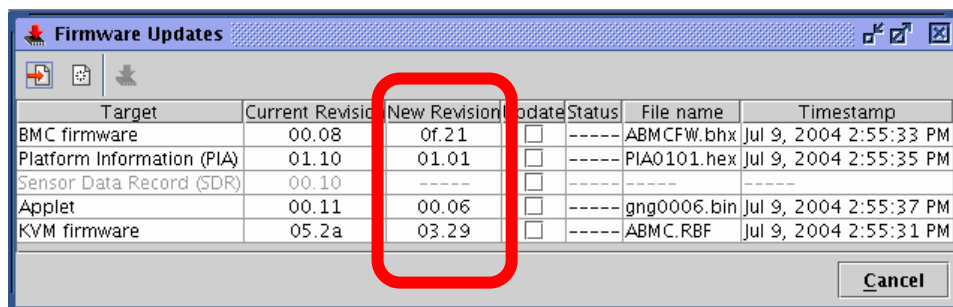 Firmware Updates
Target Current Revision New Revision Update Status File name Timestamp
BMC firmware 00.08 0f.21 ----- ABMCFW.bhx Jul 9, 2004 2:55:33 PM
Platform Information (PIA) 01.10 01.01 ----- PIA0101.hex Jul 9, 2004 2:55:35 PM
Sensor Data Record (SDR) 00.10 ----- ----- ----- -----
Applet 00.11 00.06 ----- gng0006.bin Jul 9, 2004 2:55:37 PM
KVM firmware 05.2a 03.29 ----- ABMC.RBF Jul 9, 2004 2:55:31 PM
Cancel